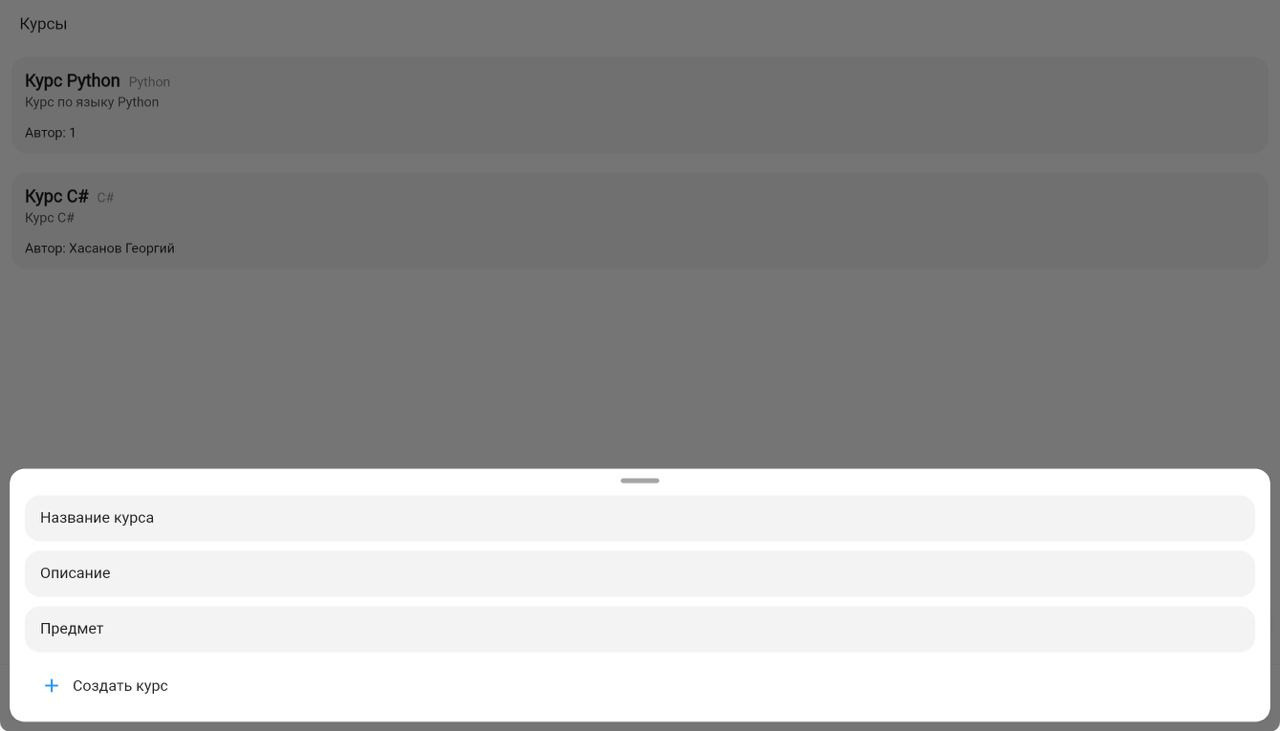 Курсы
Курс Python Python
Курс по языку Python
Автор: 1
Курс C# C#
Курс C#
Автор: Хасанов Георгий
Название курса
Описание
Предмет
+ Создать курс